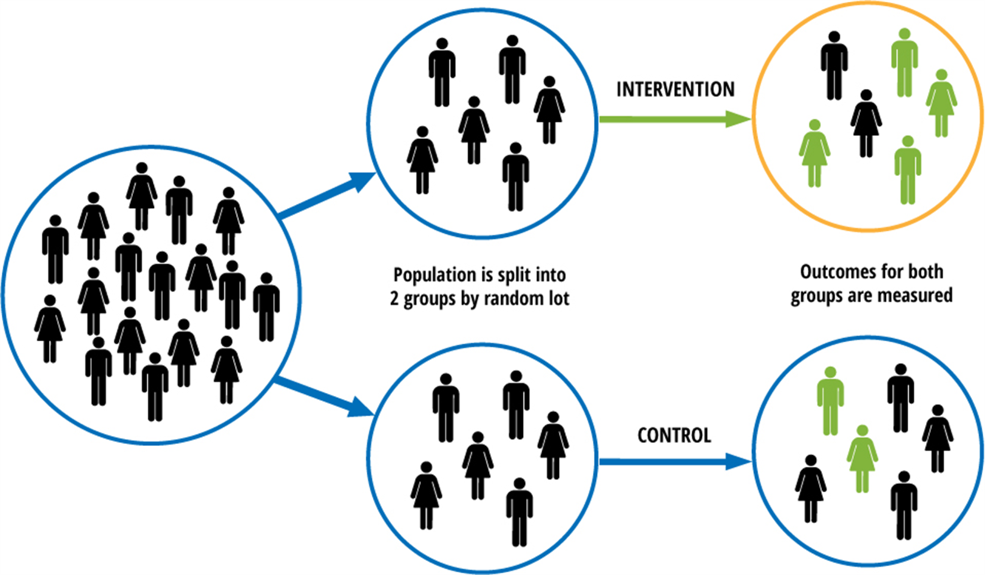 INTERVENTION
Population is split into
2 groups by random lot
Outcomes for both
groups are measured
CONTROL